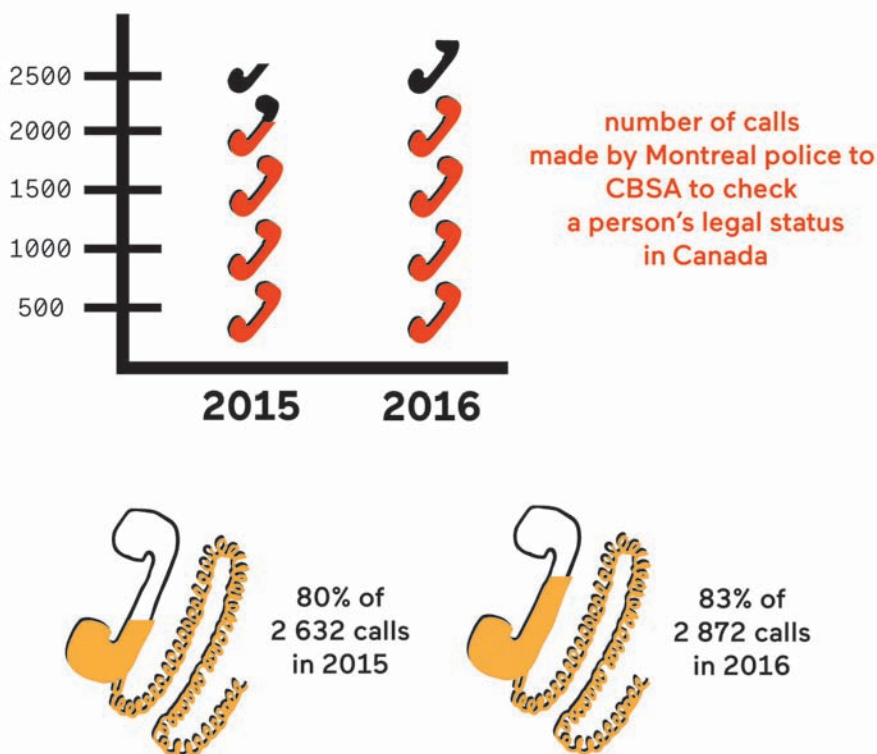 2500
2000
1500
1000
500
2015
2016
number of calls
made by Montreal police to
CBSA to check
a person’s legal status
in Canada
80% of
2 632 calls
in 2015
83% of
2 872 calls
in 2016